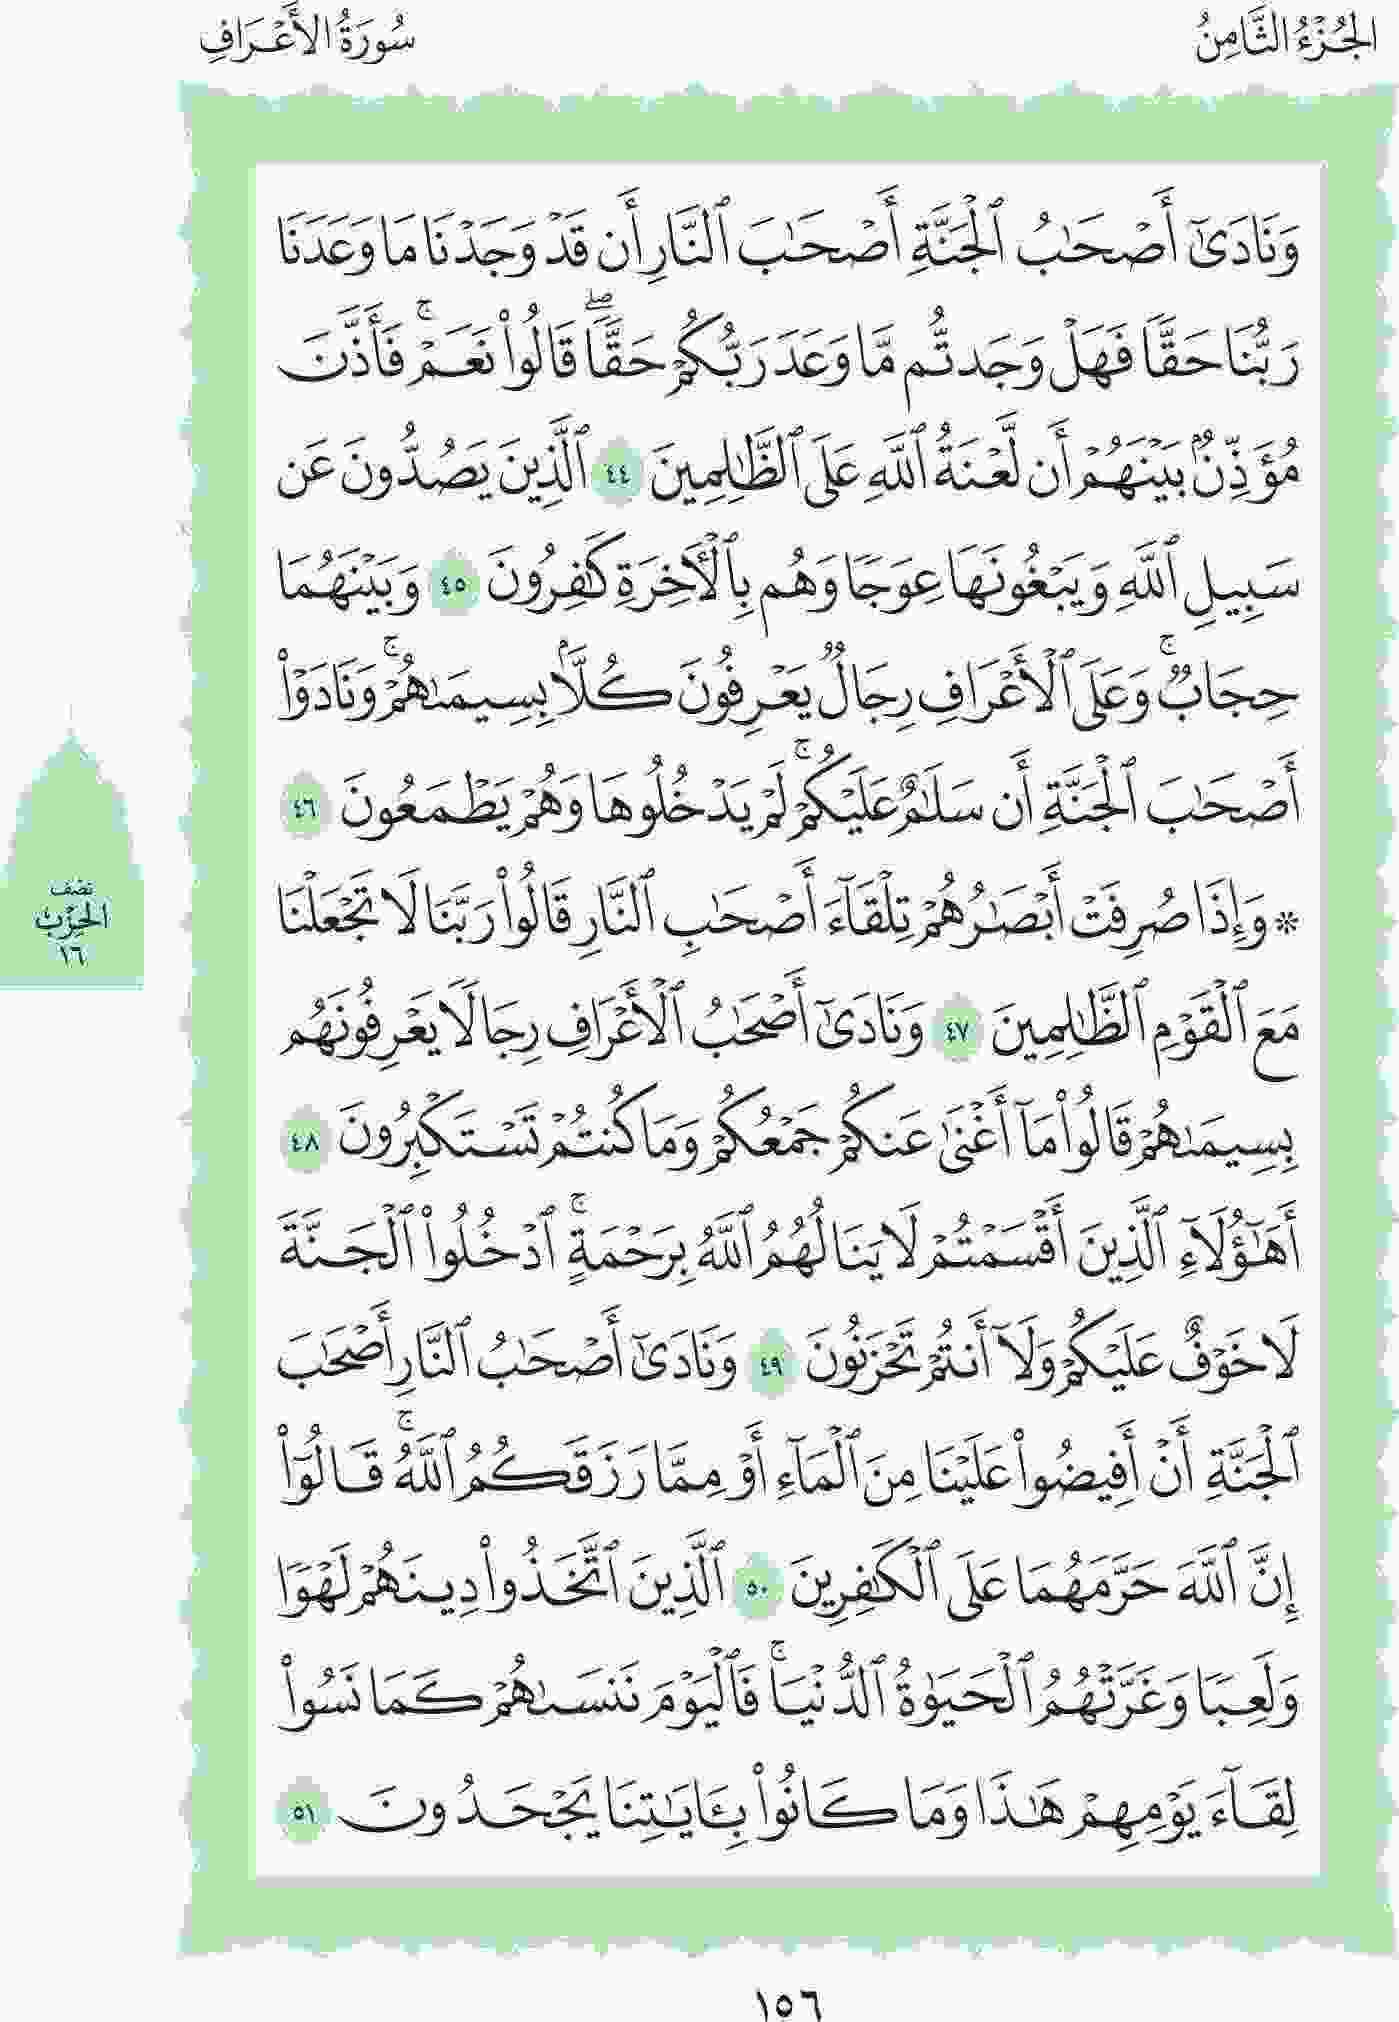 الجُزْءُ الثَّامِنُ
سُورَةُ الأَعْرَافِ
وَنَادَىٰٓ أَصْحَٰبُ ٱلْجَنَّةِ أَصْحَٰبَ ٱلنَّارِ أَن قَدْ وَجَدْنَا مَا وَعَدَنَا
رَبُّنَا حَقًّا فَهَلْ وَجَدتُّم مَّا وَعَدَ رَبُّكُمْ حَقًّا ۖ قَالُوا۟ نَعَمْ ۚ فَأَذَّنَ
مُؤَذِّنٌۢ بَيْنَهُمْ أَن لَّعْنَةُ ٱللَّهِ عَلَى ٱلظَّٰلِمِينَ ٤٤ ٱلَّذِينَ يَصُدُّونَ عَن
سَبِيلِ ٱللَّهِ وَيَبْغُونَهَا عِوَجًا وَهُم بِٱلْـَٔاخِرَةِ كَٰفِرُونَ ٤٥ وَبَيْنَهُمَا
حِجَابٌ ۚ وَعَلَى ٱلْأَعْرَافِ رِجَالٌ يَعْرِفُونَ كُلًّۢا بِسِيمَىٰهُمْ ۚ وَنَادَوْا۟
أَصْحَٰبَ ٱلْجَنَّةِ أَن سَلَٰمٌ عَلَيْكُمْ ۚ لَمْ يَدْخُلُوهَا وَهُمْ يَطْمَعُونَ ٤٦
۞ وَإِذَا صُرِفَتْ أَبْصَٰرُهُمْ تِلْقَآءَ أَصْحَٰبِ ٱلنَّارِ قَالُوا۟ رَبَّنَا لَا تَجْعَلْنَا
مَعَ ٱلْقَوْمِ ٱلظَّٰلِمِينَ ٤٧ وَنَادَىٰٓ أَصْحَٰبُ ٱلْأَعْرَافِ رِجَالًا يَعْرِفُونَهُم
بِسِيمَىٰهُمْ قَالُوا۟ مَآ أَغْنَىٰ عَنكُمْ جَمْعُكُمْ وَمَا كُنتُمْ تَسْتَكْبِرُونَ ٤٨
أَهَٰٓؤُلَآءِ ٱلَّذِينَ أَقْسَمْتُمْ لَا يَنَالُهُمُ ٱللَّهُ بِرَحْمَةٍ ۚ ٱدْخُلُوا۟ ٱلْجَنَّةَ
لَا خَوْفٌ عَلَيْكُمْ وَلَآ أَنتُمْ تَحْزَنُونَ ٤٩ وَنَادَىٰٓ أَصْحَٰبُ ٱلنَّارِ أَصْحَٰبَ
ٱلْجَنَّةِ أَنْ أَفِيضُوا۟ عَلَيْنَا مِنَ ٱلْمَآءِ أَوْ مِمَّا رَزَقَكُمُ ٱللَّهُ ۚ قَالُوٓا۟
إِنَّ ٱللَّهَ حَرَّمَهُمَا عَلَى ٱلْكَٰفِرِينَ ٥٠ ٱلَّذِينَ ٱتَّخَذُوا۟ دِينَهُمْ لَهْوًا
وَلَعِبًا وَغَرَّتْهُمُ ٱلْحَيَوٰةُ ٱلدُّنْيَا ۚ فَٱلْيَوْمَ نَنسَىٰهُمْ كَمَا نَسُوا۟
لِقَآءَ يَوْمِهِمْ هَٰذَا وَمَا كَانُوا۟ بِـَٔايَٰتِنَا يَجْحَدُونَ ٥١
نصْف
الحِزْب
١٦
١٥٦